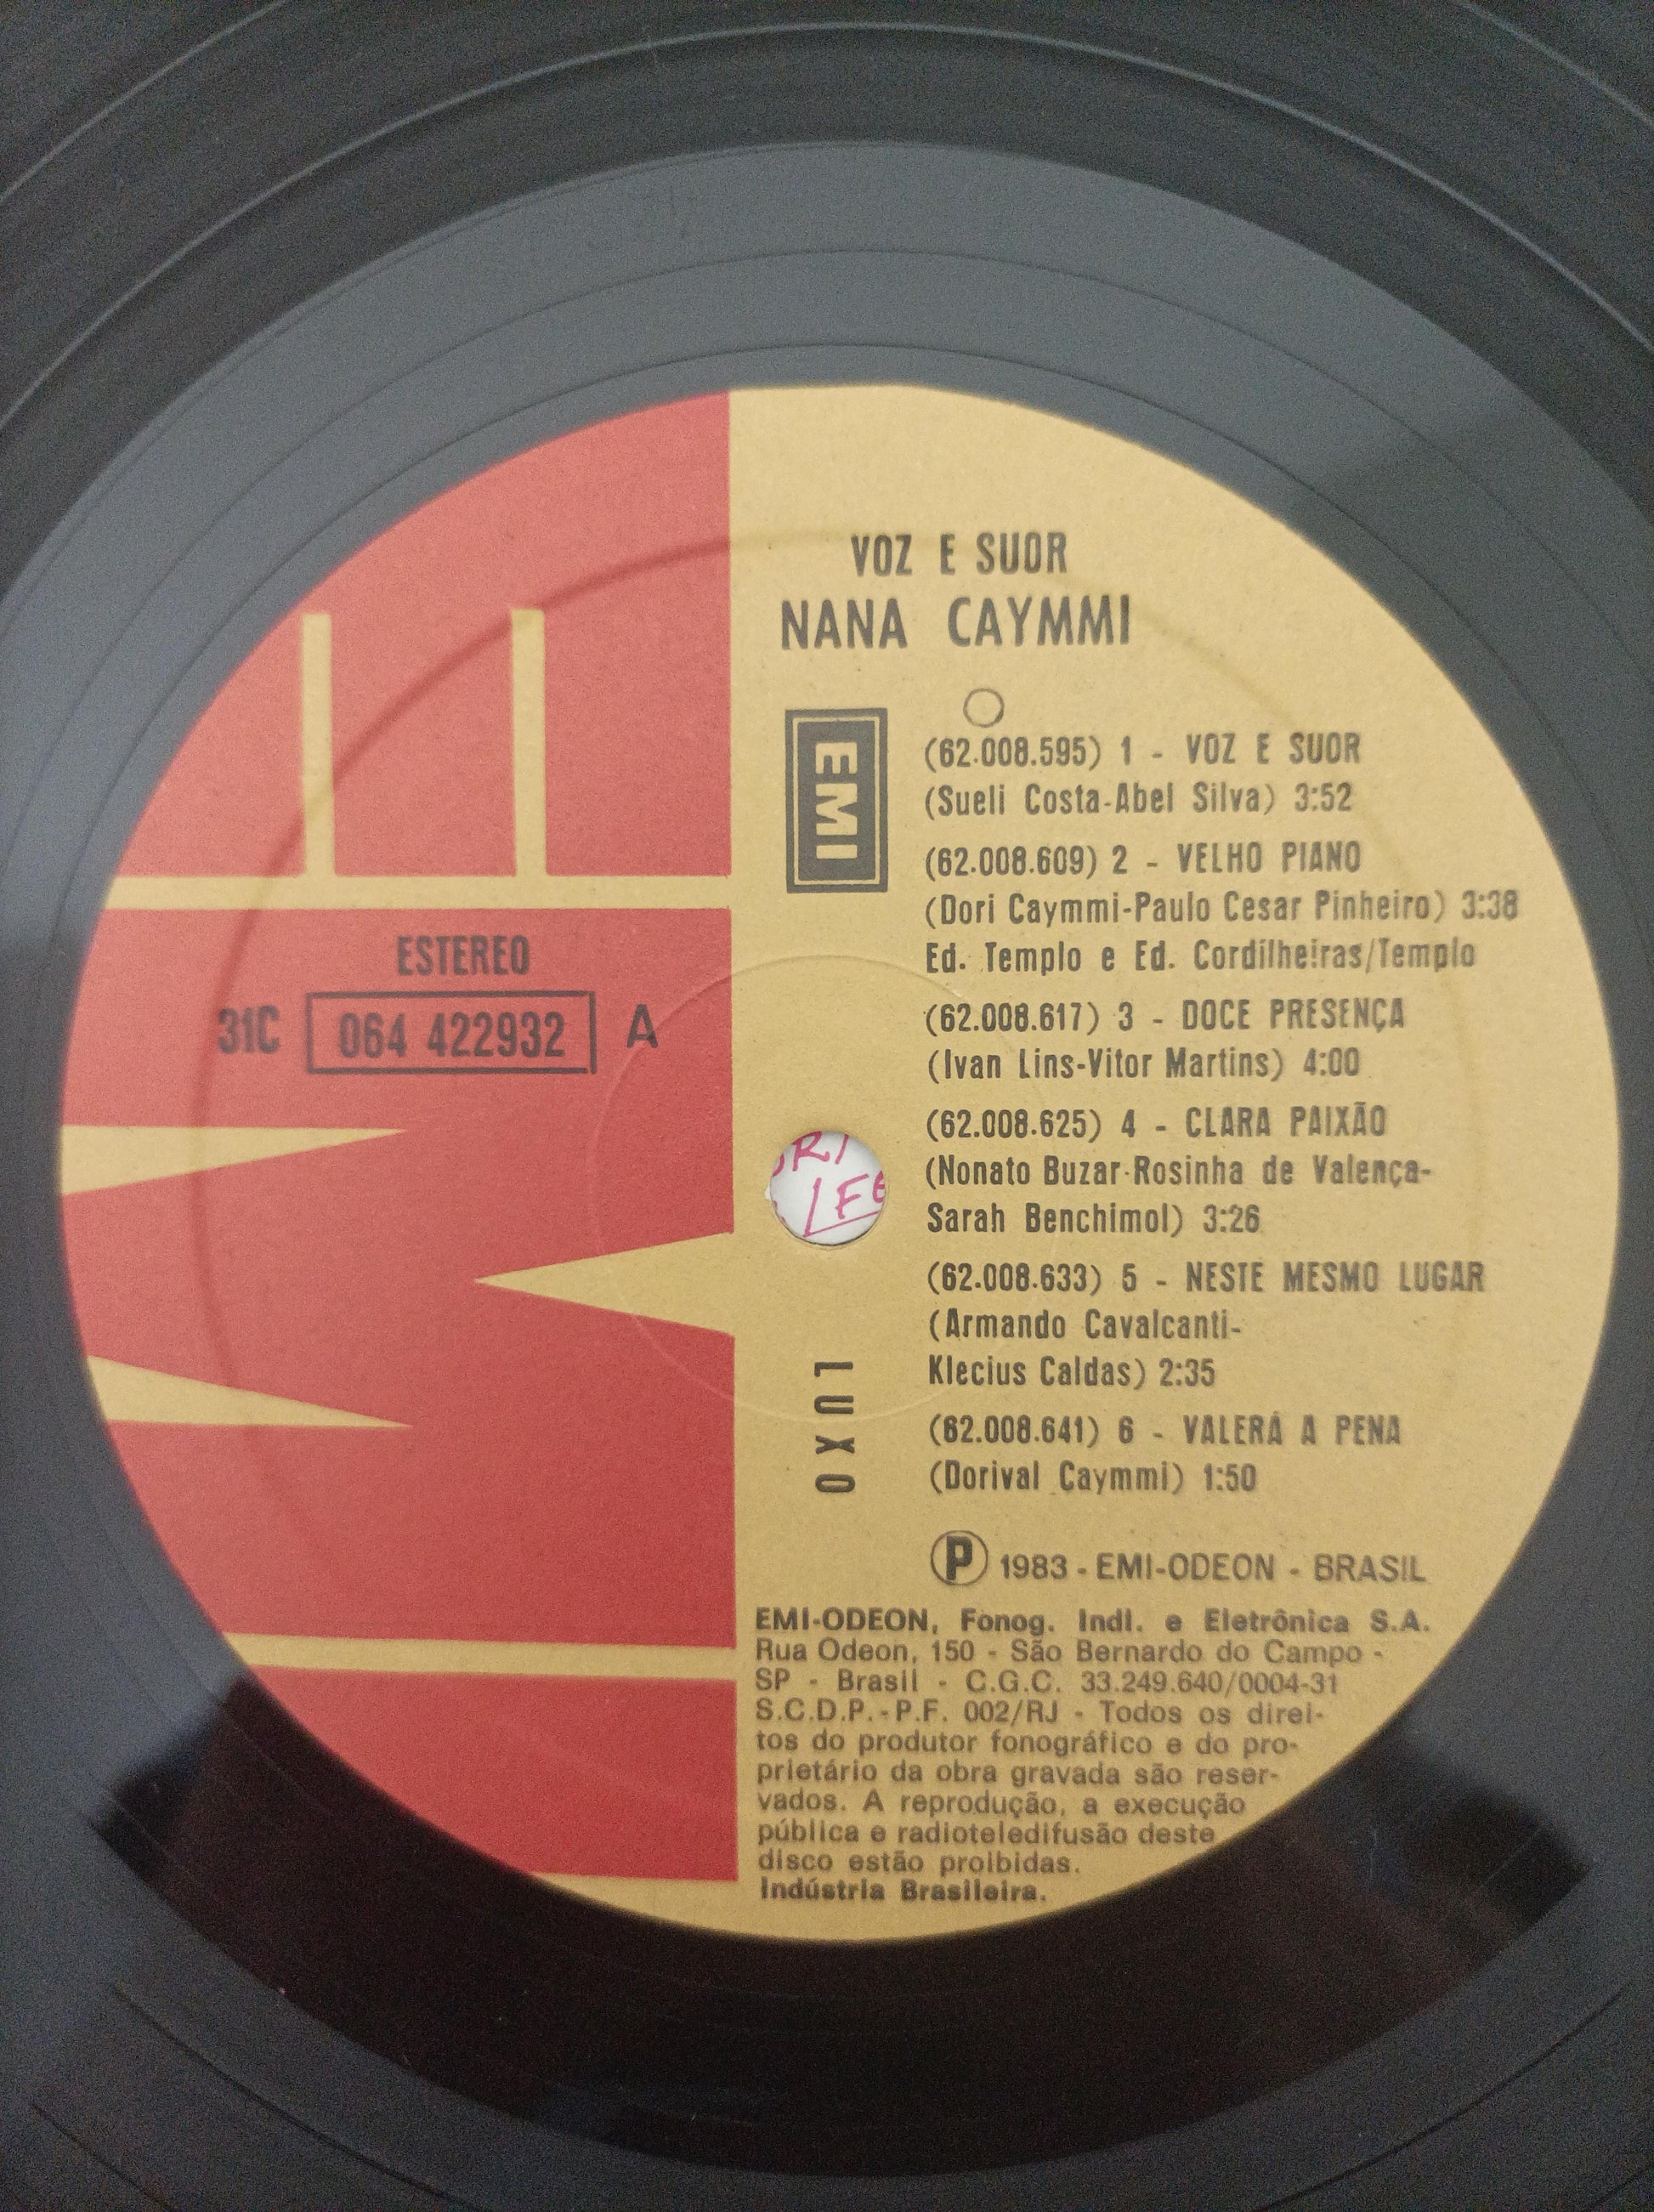 VOZ E SUOR
NANA CAYMMI
EMI
(62.008.595) 1 - VOZ E SUOR
(Sueli Costa-Abel Silva) 3:52
(62.008.609) 2 - VELHO PIANO
(Dori Caymmi-Paulo Cesar Pinheiro) 3:38
Ed. Templo e Ed. Cordilheiras/Templo
ESTEREO
31C 064 422932 A
(62.008.617) 3 - DOCE PRESENÇA
(Ivan Lins-Vitor Martins) 4:00
(62.008.625) 4 - CLARA PAIXÃO
(Nonato Buzar-Rosinha de Valença-
Sarah Benchimol) 3:26
(62.008.633) 5 - NESTE MESMO LUGAR
(Armando Cavalcanti-
Klecius Caldas) 2:35
LUXO
(62.008.641) 6 - VALERÁ A PENA
(Dorival Caymmi) 1:50
Ⓟ 1983 - EMI-ODEON - BRASIL
EMI-ODEON, Fonog. Indl. e Eletrônica S.A.
Rua Odeon, 150 - São Bernardo do Campo -
SP - Brasil - C.G.C. 33.249.640/0004-31
S.C.D.P.-P.F. 002/RJ - Todos os direi-
tos do produtor fonográfico e do pro-
prietário da obra gravada são reser-
vados. A reprodução, a execução
pública e radioteledifusão deste
disco estão proibidas.
Indústria Brasileira.